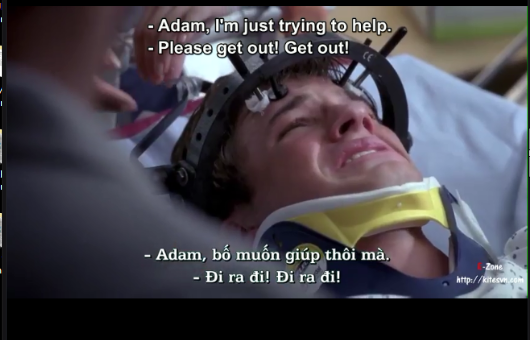 - Adam, I'm just trying to help.
- Please get out! Get out!
- Adam, bố muốn giúp thôi mà.
- Đi ra đi! Đi ra đi!
-Zone
http://kitesvn.com